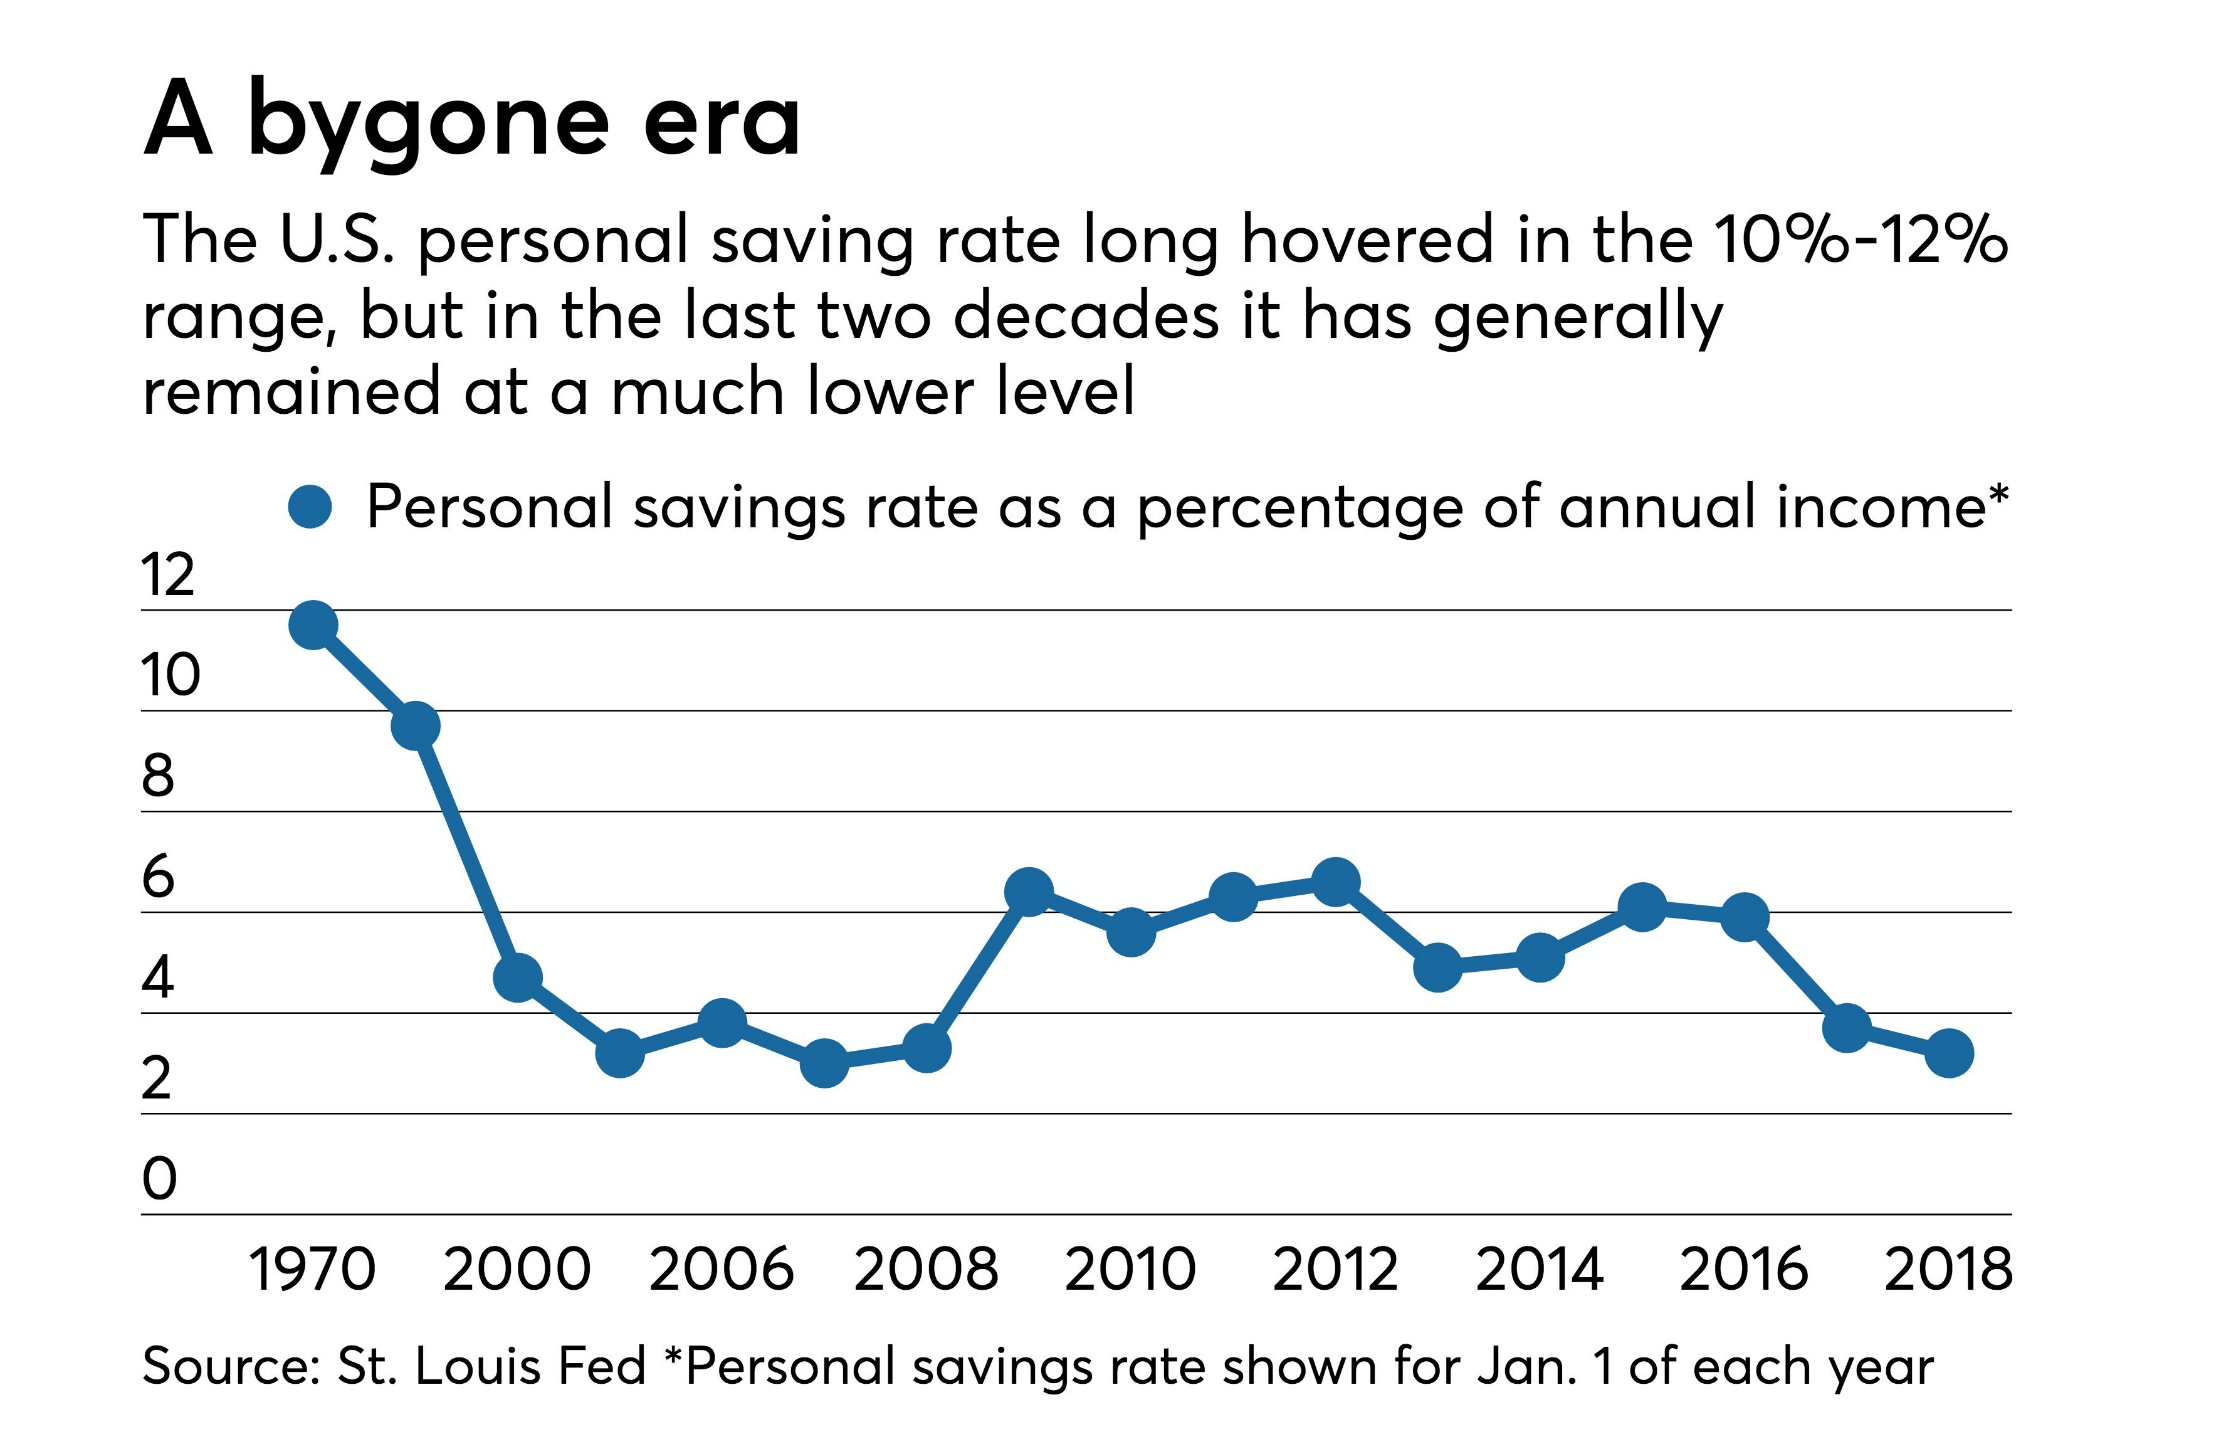 A bygone era
The U.S. personal saving rate long hovered in the 10%-12%
range, but in the last two decades it has generally
remained at a much lower level
Personal savings rate as a percentage of annual income*
12
10
8
6
4
2
0
1970 2000 2006 2008 2010 2012 2014 2016 2018
Source: St. Louis Fed *Personal savings rate shown for Jan. 1 of each year